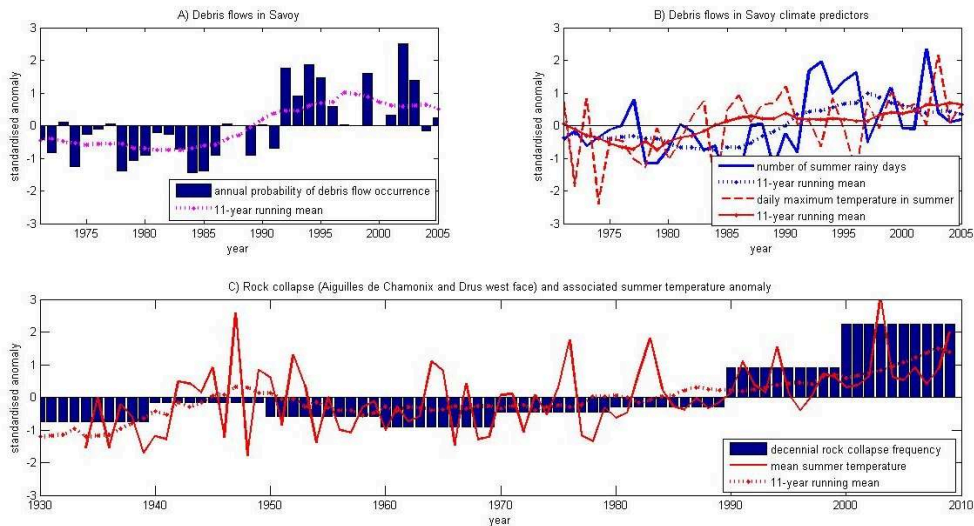 A) Debris flows in Savoy
3
2
1
0
-1
-2
-3
standardised anomaly
annual probability of debris flow occurrence
11-year running mean
1975 1980 1985 1990 1995 2000 2005
year
B) Debris flows in Savoy climate predictors
3
2
1
0
-1
-2
-3
standardised anomaly
number of summer rainy days
11-year running mean
daily maximum temperature in summer
11-year running mean
1975 1980 1985 1990 1995 2000 2005
year
C) Rock collapse (Aiguilles de Chamonix and Drus west face) and associated summer temperature anomaly
3
2
1
0
-1
-2
-3
standardised anomaly
decennial rock collapse frequency
mean summer temperature
11-year running mean
1930 1940 1950 1960 1970 1980 1990 2000 2010
year